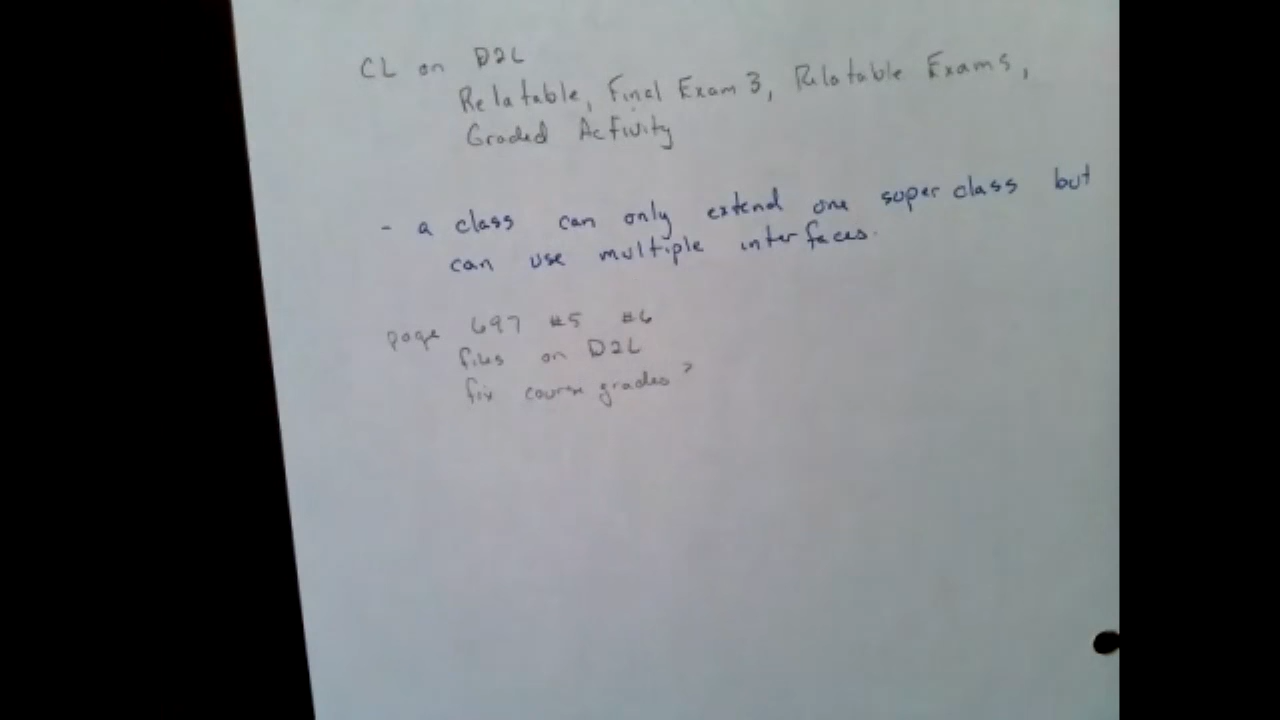 CL on D2L
Relatable, Final Exam 3, Relatable Exams,
Graded Activity
- a class can only extend one super class but
can use multiple interfaces.
page 697 #5 #6
files on D2L
fix course grades?